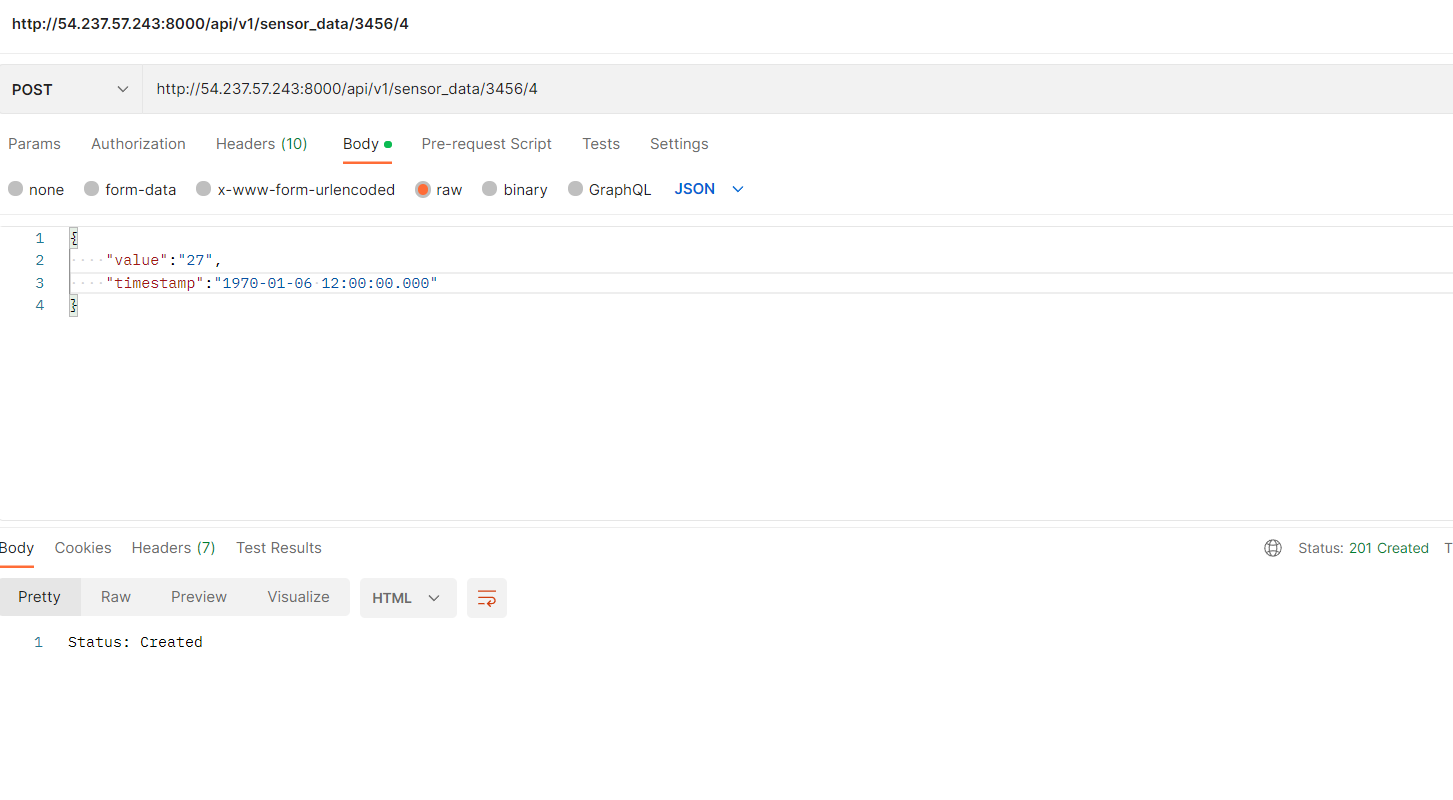 http://54.237.57.243:8000/api/v1/sensor_data/3456/4
POST http://54.237.57.243:8000/api/v1/sensor_data/3456/4
Params Authorization Headers (10) Body Pre-request Script Tests Settings
none form-data x-www-form-urlencoded raw binary GraphQL JSON
1 {
2 "value":"27",
3 "timestamp":"1970-01-06 12:00:00.000"
4 }
Body Cookies Headers (7) Test Results Status: 201 Created T
Pretty Raw Preview Visualize HTML
1 Status: Created